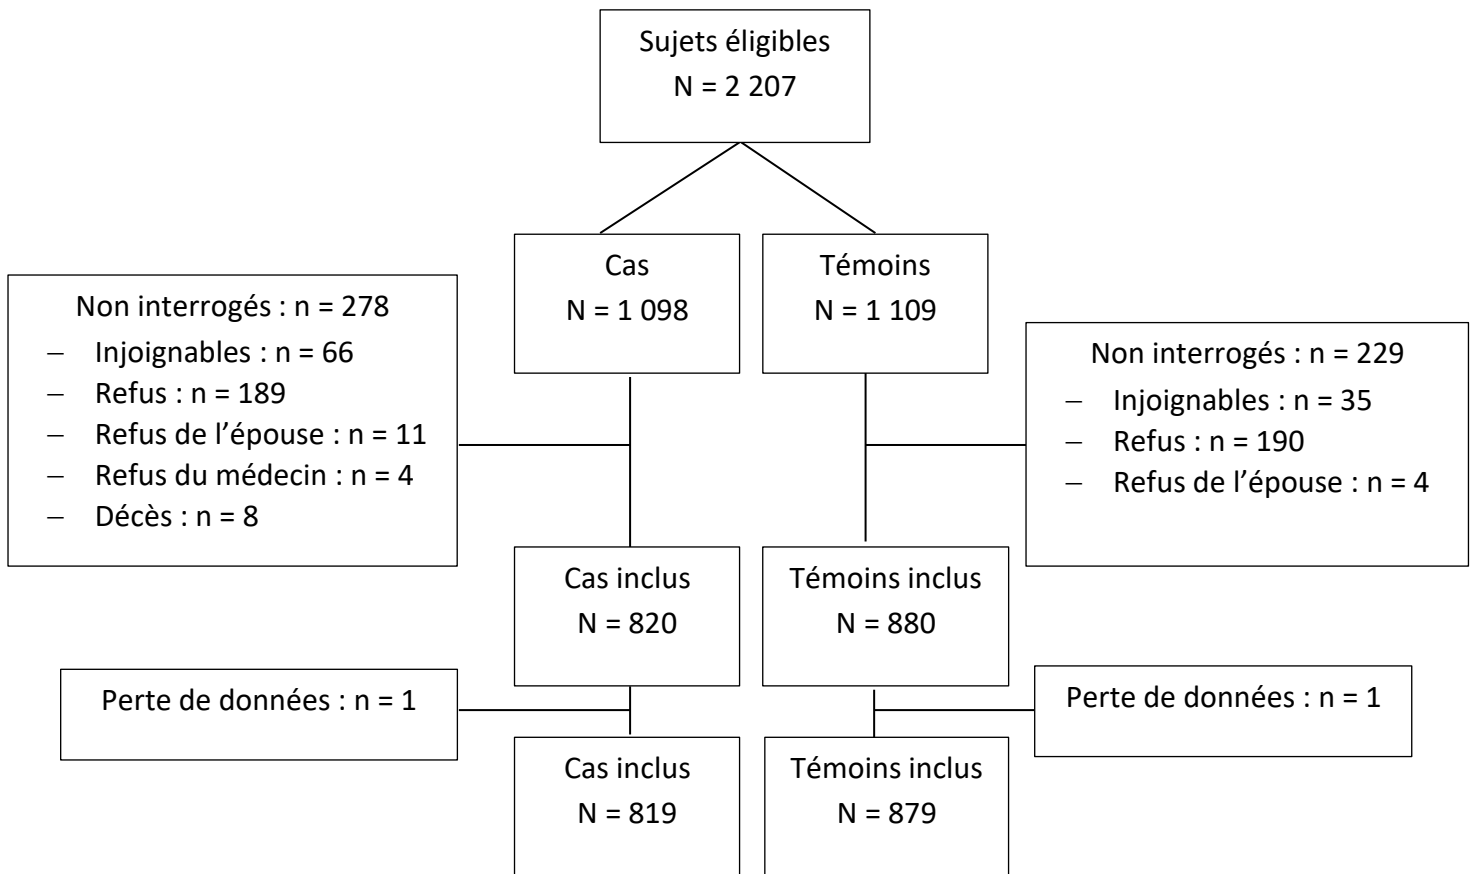 Sujets éligibles
N = 2 207
Cas
N = 1 098
Témoins
N = 1 109
Non interrogés : n = 278
– Injoignables : n = 66
– Refus : n = 189
– Refus de l’épouse : n = 11
– Refus du médecin : n = 4
– Décès : n = 8
Non interrogés : n = 229
– Injoignables : n = 35
– Refus : n = 190
– Refus de l’épouse : n = 4
Cas inclus
N = 820
Témoins inclus
N = 880
Perte de données : n = 1
Perte de données : n = 1
Cas inclus
N = 819
Témoins inclus
N = 879